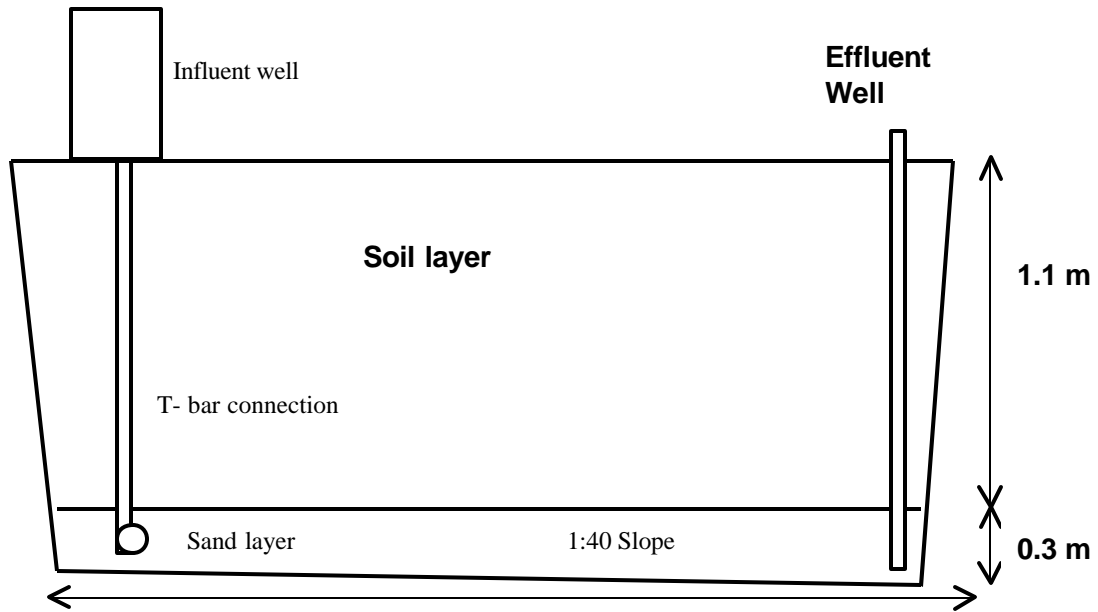 Influent well
Effluent
Well
Soil layer
1.1 m
T- bar connection
Sand layer
1:40 Slope
0.3 m